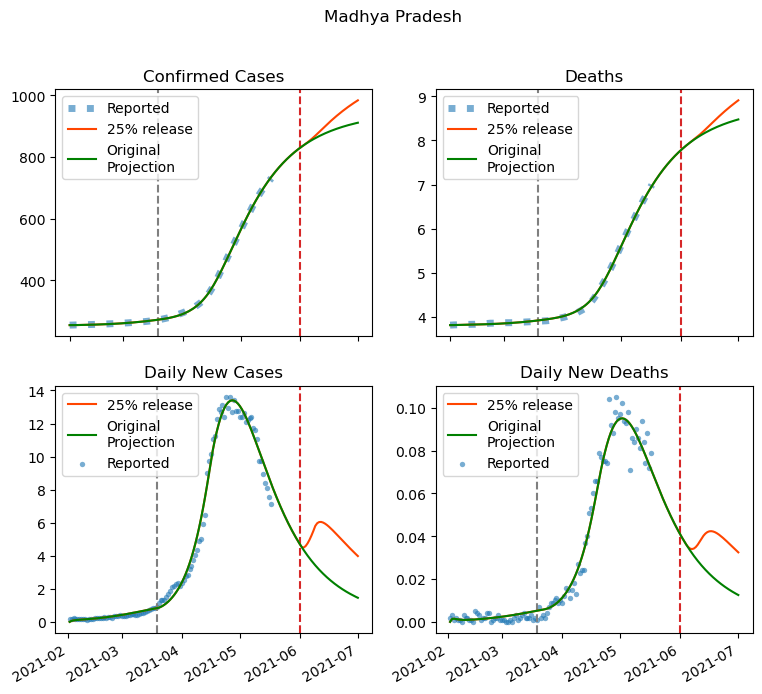 Madhya Pradesh
Confirmed Cases
1000
800
600
400
Reported
25% release
Original
Projection
Deaths
9
8
7
6
5
4
Reported
25% release
Original
Projection
Daily New Cases
14
12
10
8
6
4
2
0
25% release
Original
Projection
Reported
2021-02
2021-03
2021-04
2021-05
2021-06
2021-07
Daily New Deaths
0.10
0.08
0.06
0.04
0.02
0.00
25% release
Original
Projection
Reported
2021-02
2021-03
2021-04
2021-05
2021-06
2021-07